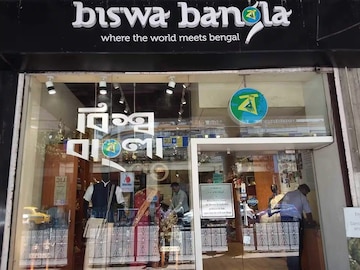 biswa bangla
where the world meets bengal
ব
বিশ্ব
বাংলা